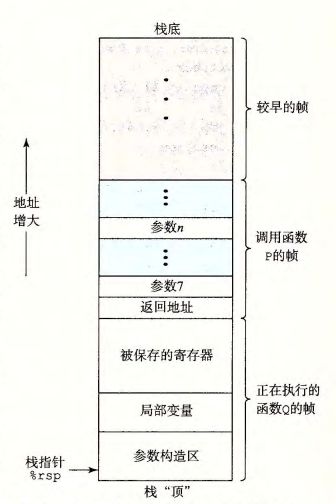 栈底
较早的帧
地址
增大
参数n
调用函数
P的帧
参数7
返回地址
被保存的寄存器
正在执行的
函数Q的帧
局部变量
参数构造区
栈指针
%rsp
栈“顶”